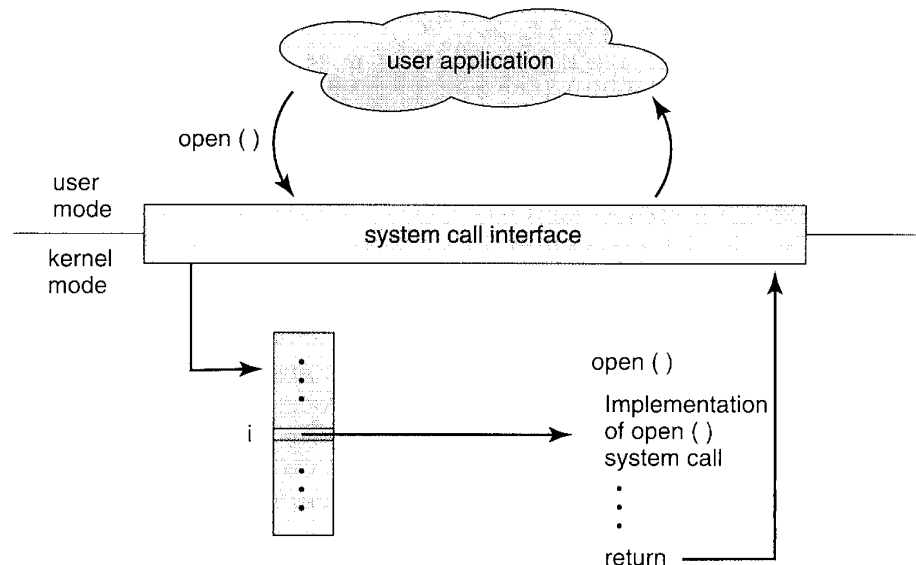 user application
open ( )
user
mode
system call interface
kernel
mode
open ( )
i
Implementation
of open ( )
system call
return